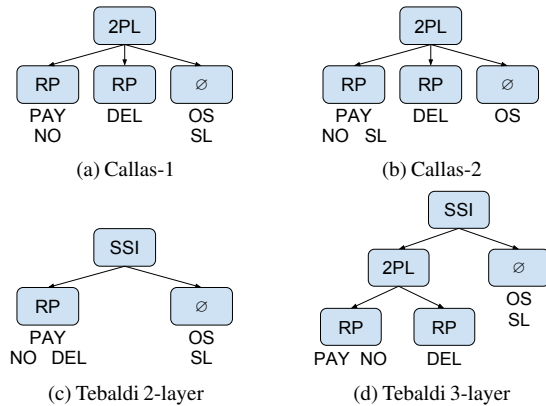 2PL
RP RP ∅
PAY DEL OS
NO SL
(a) Callas-1
2PL
RP RP ∅
PAY DEL OS
NO SL
(b) Callas-2
SSI
RP ∅
PAY OS
NO DEL SL
(c) Tebaldi 2-layer
SSI
2PL ∅
OS
SL
RP RP
PAY NO DEL
(d) Tebaldi 3-layer